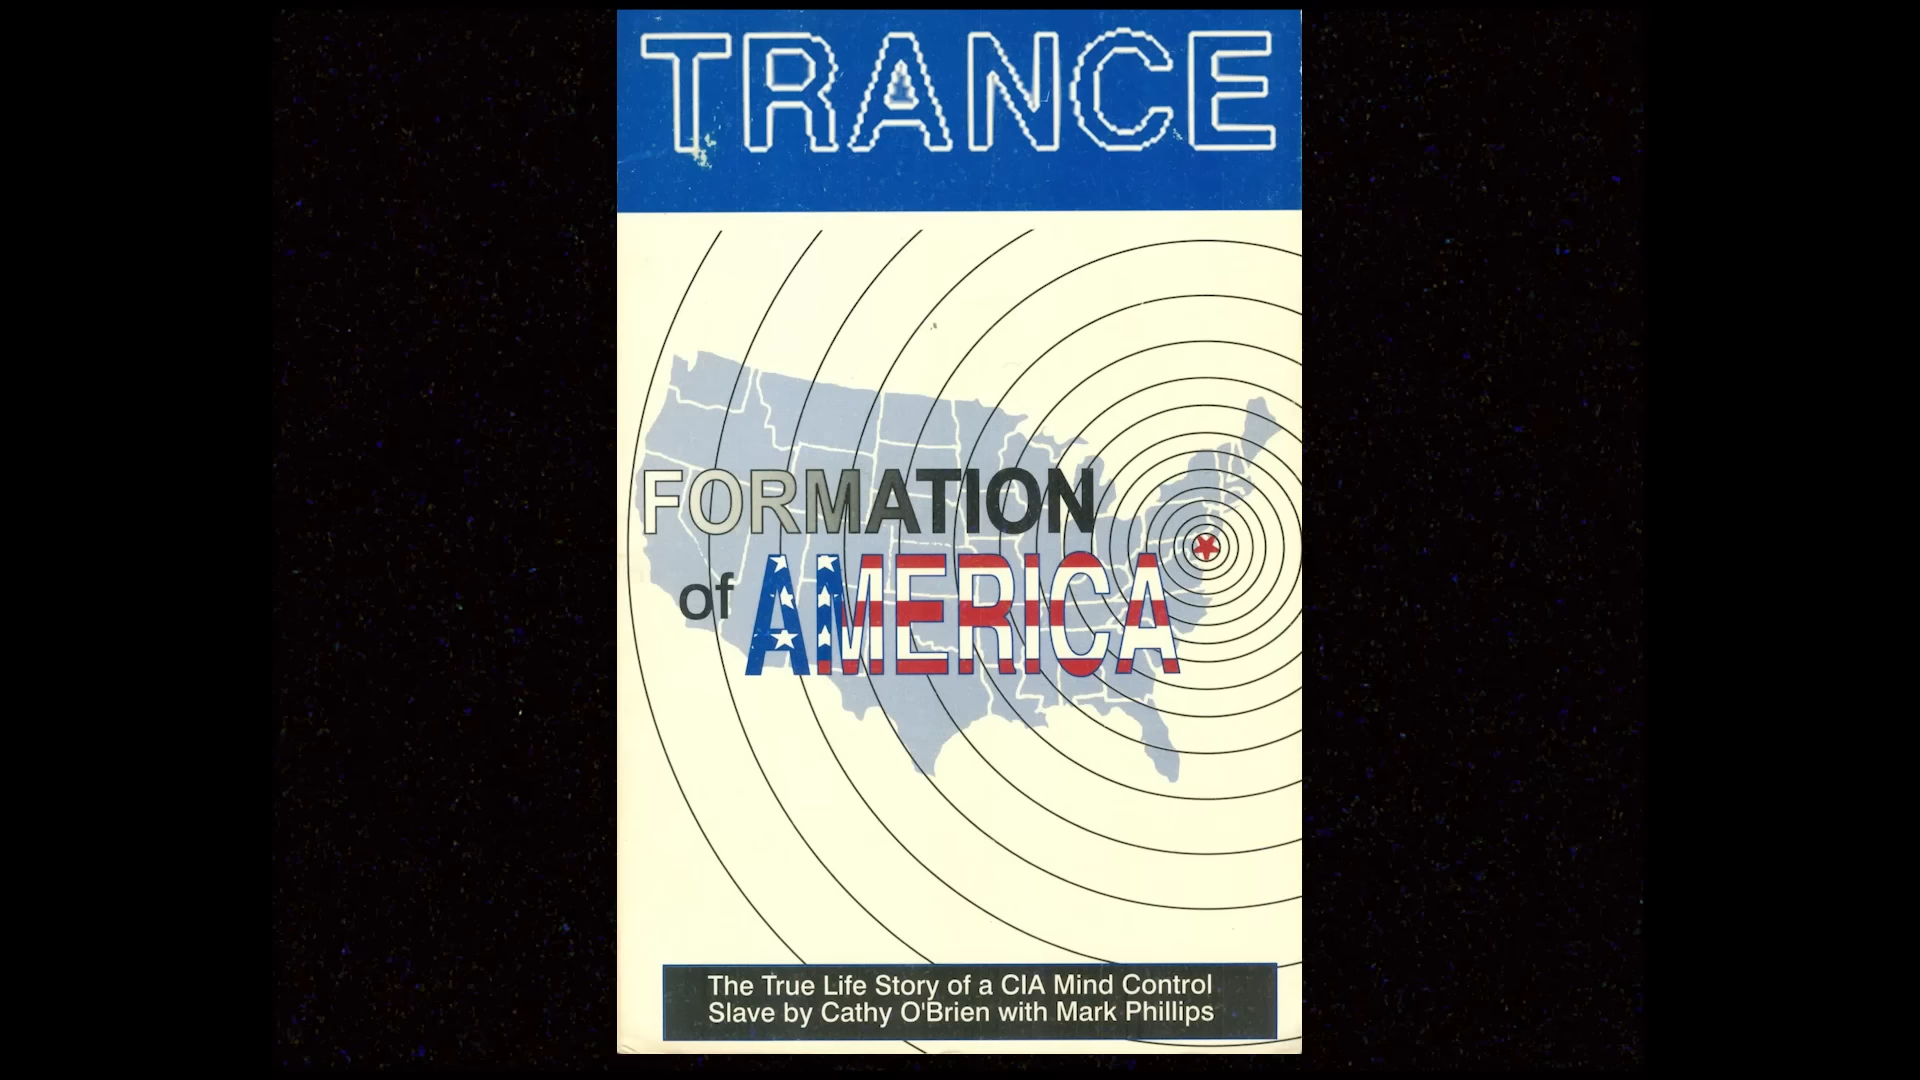 TRANCE
FORMATION
of AMERICA
The True Life Story of a CIA Mind Control
Slave by Cathy O'Brien with Mark Phillips